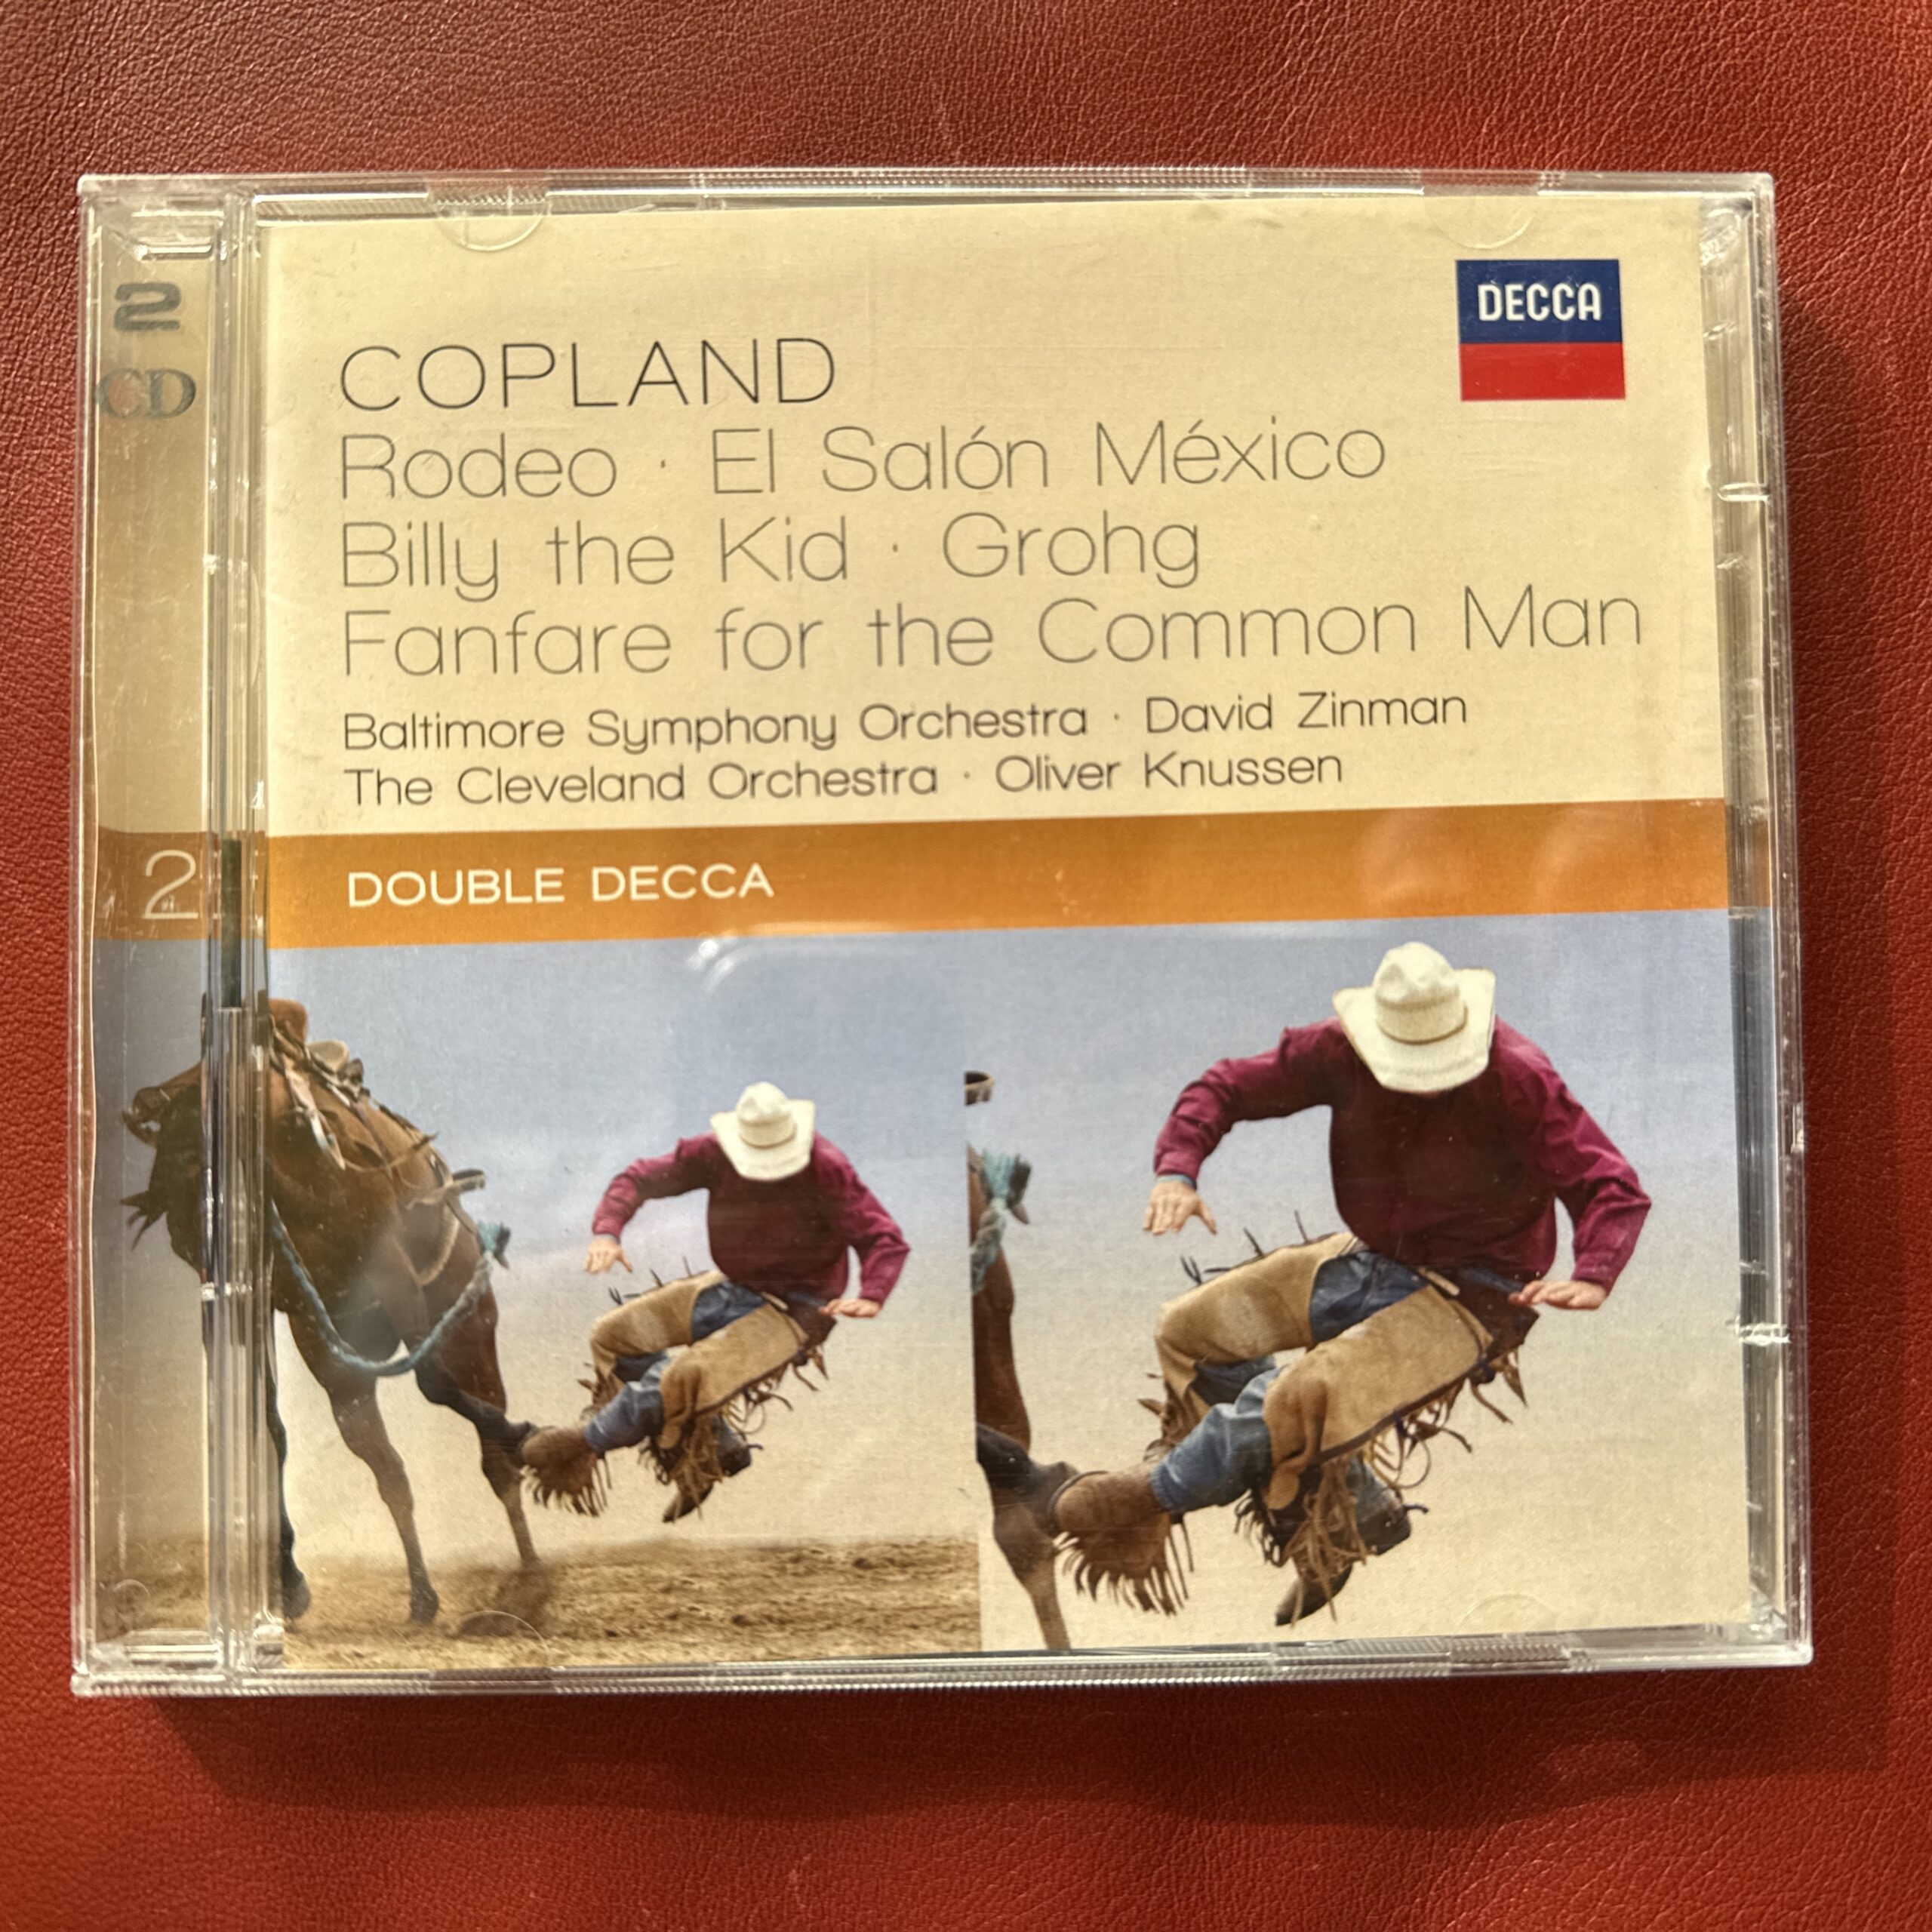 2
CD
DECCA
COPLAND
Rodeo · El Salón México
Billy the Kid · Grohg
Fanfare for the Common Man
Baltimore Symphony Orchestra · David Zinman
The Cleveland Orchestra · Oliver Knussen
2
DOUBLE DECCA